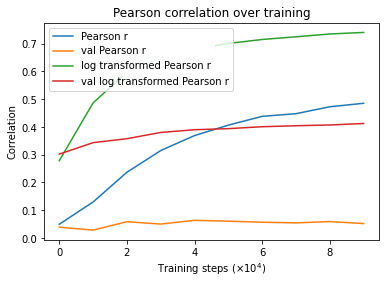 Pearson correlation over training
Pearson r
val Pearson r
log transformed Pearson r
val log transformed Pearson r
Correlation
0.7
0.6
0.5
0.4
0.3
0.2
0.1
0.0
0 2 4 6 8
Training steps (×10⁴)